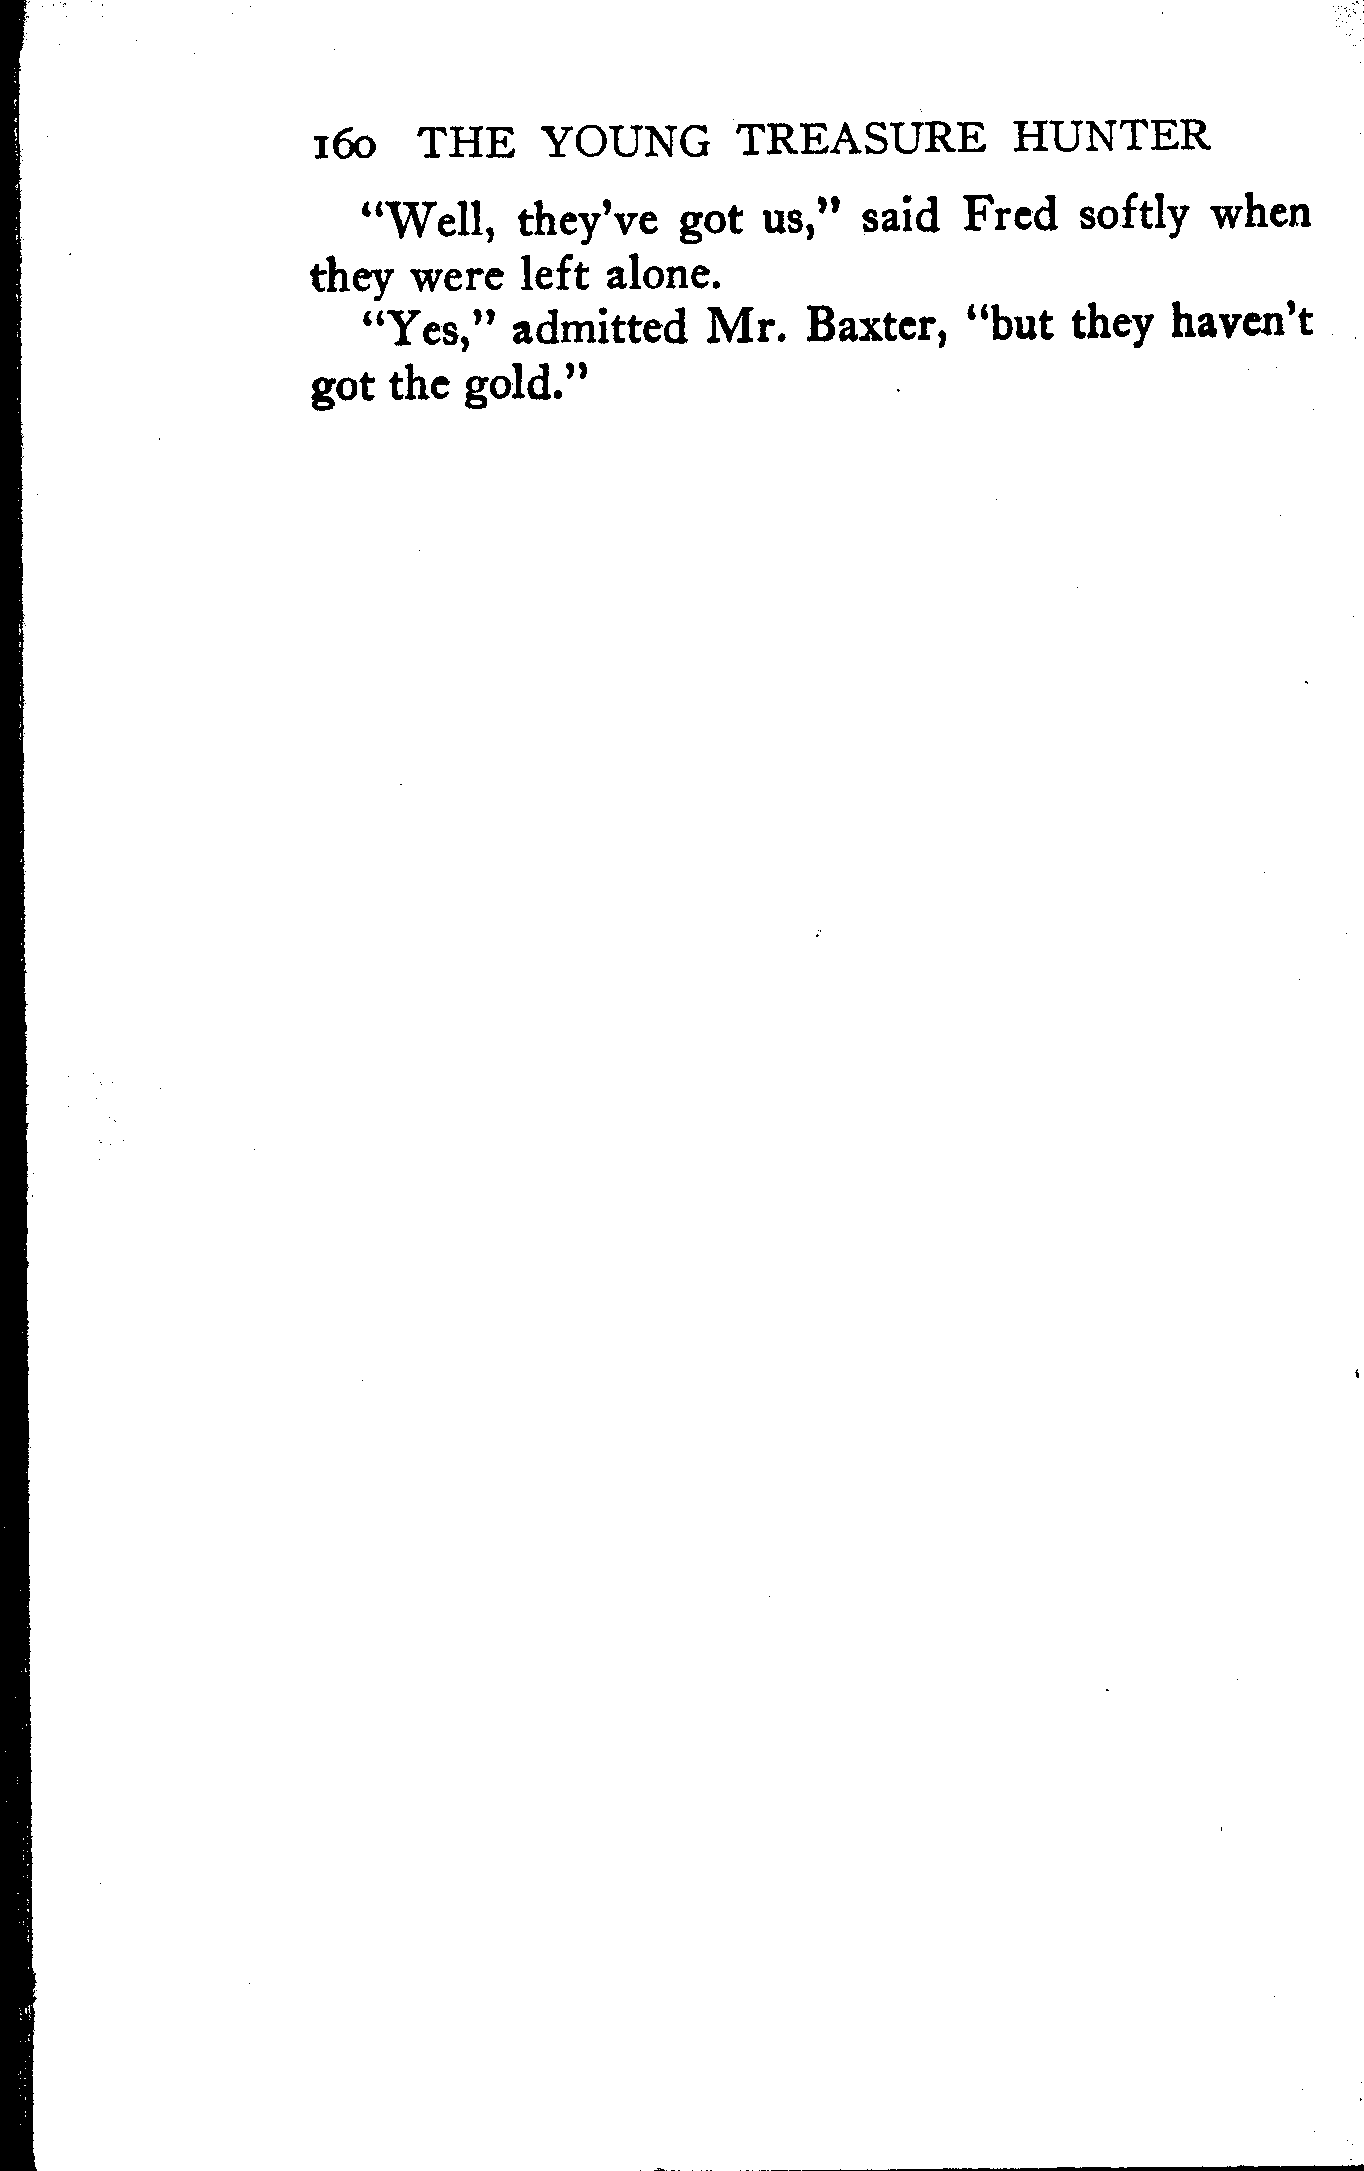 160 THE YOUNG TREASURE HUNTER
“Well, they've got us,” said Fred softly when
they were left alone.
“Yes,” admitted Mr. Baxter, “but they haven't
got the gold.”